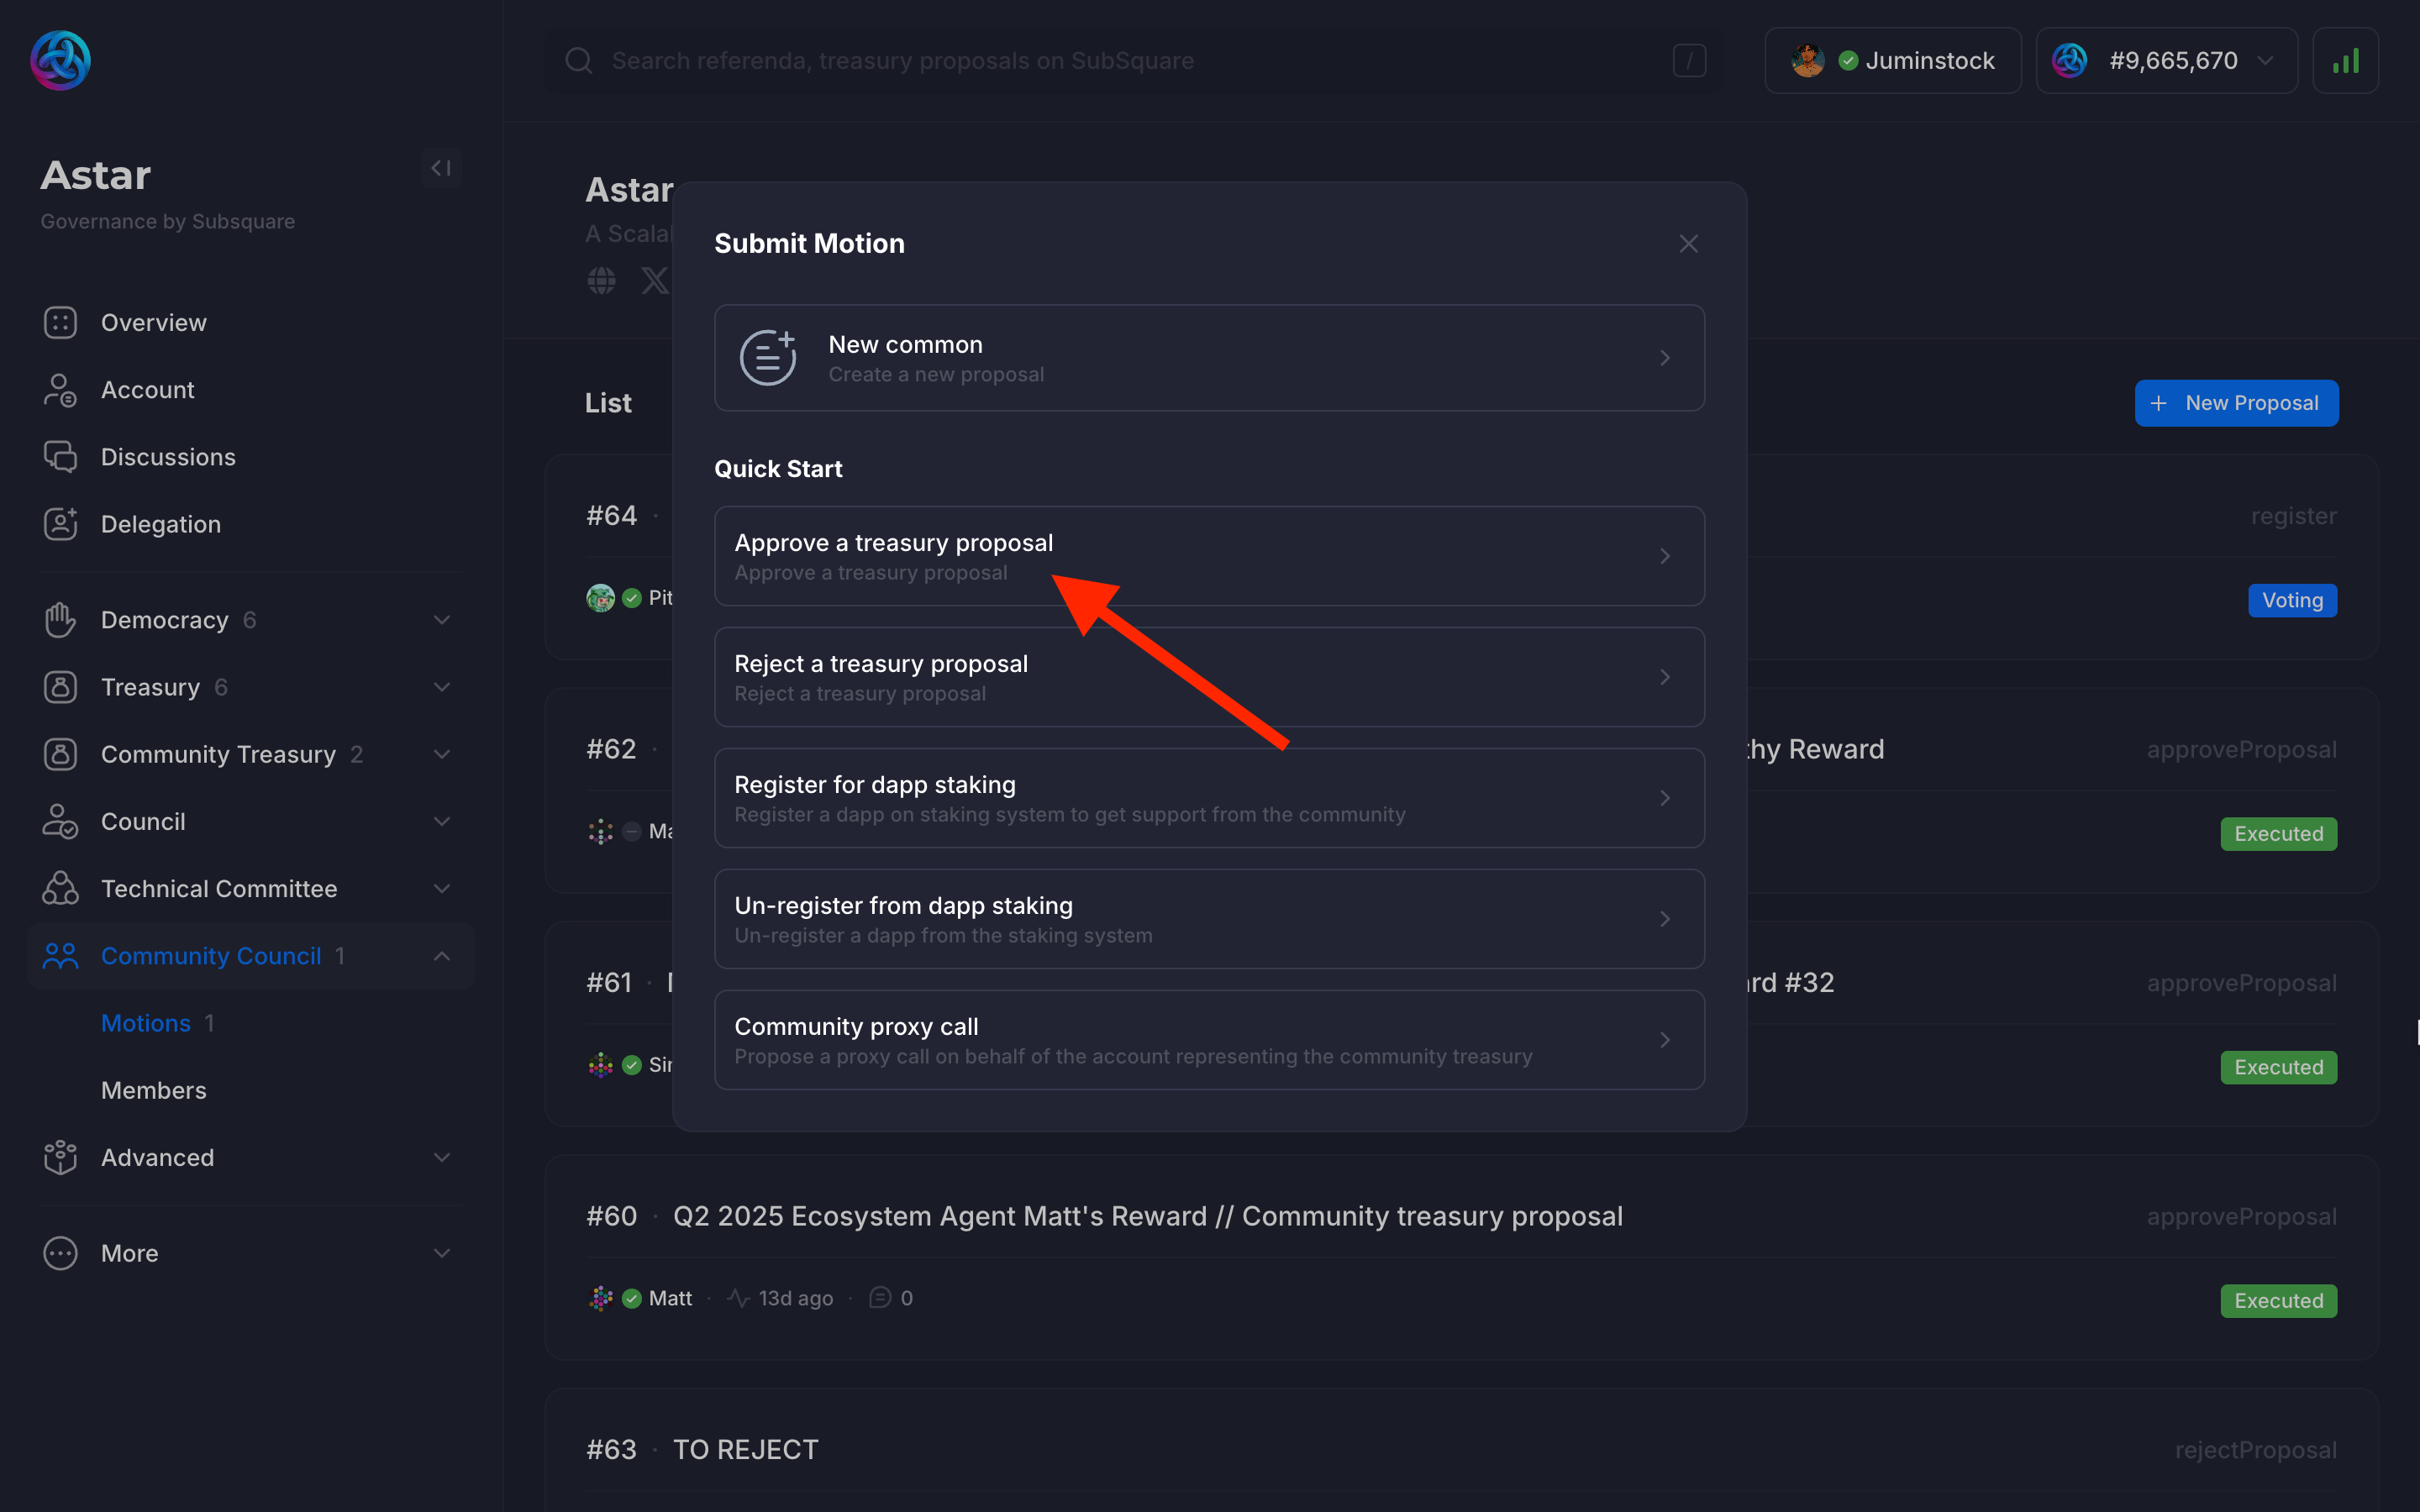 Search referenda, treasury proposals on SubSquare
/
Juminstock
#9,665,670
Astar
Governance by Subsquare
Overview
Account
Discussions
Delegation
Democracy 6
Treasury 6
Community Treasury 2
Council
Technical Committee
Community Council 1
Motions 1
Members
Advanced
More
Astar
A Scala
List
New Proposal
Submit Motion
New common
Create a new proposal
Quick Start
Approve a treasury proposal
Approve a treasury proposal
Reject a treasury proposal
Reject a treasury proposal
Register for dapp staking
Register a dapp on staking system to get support from the community
Un-register from dapp staking
Un-register a dapp from the staking system
Community proxy call
Propose a proxy call on behalf of the account representing the community treasury
#64 ·
register
Pit
Voting
#62 ·
thy Reward
approveProposal
Ma
Executed
#61 ·
rd #32
approveProposal
Sir
Executed
#60 · Q2 2025 Ecosystem Agent Matt's Reward // Community treasury proposal
approveProposal
Matt · 13d ago · 0
Executed
#63 · TO REJECT
rejectProposal